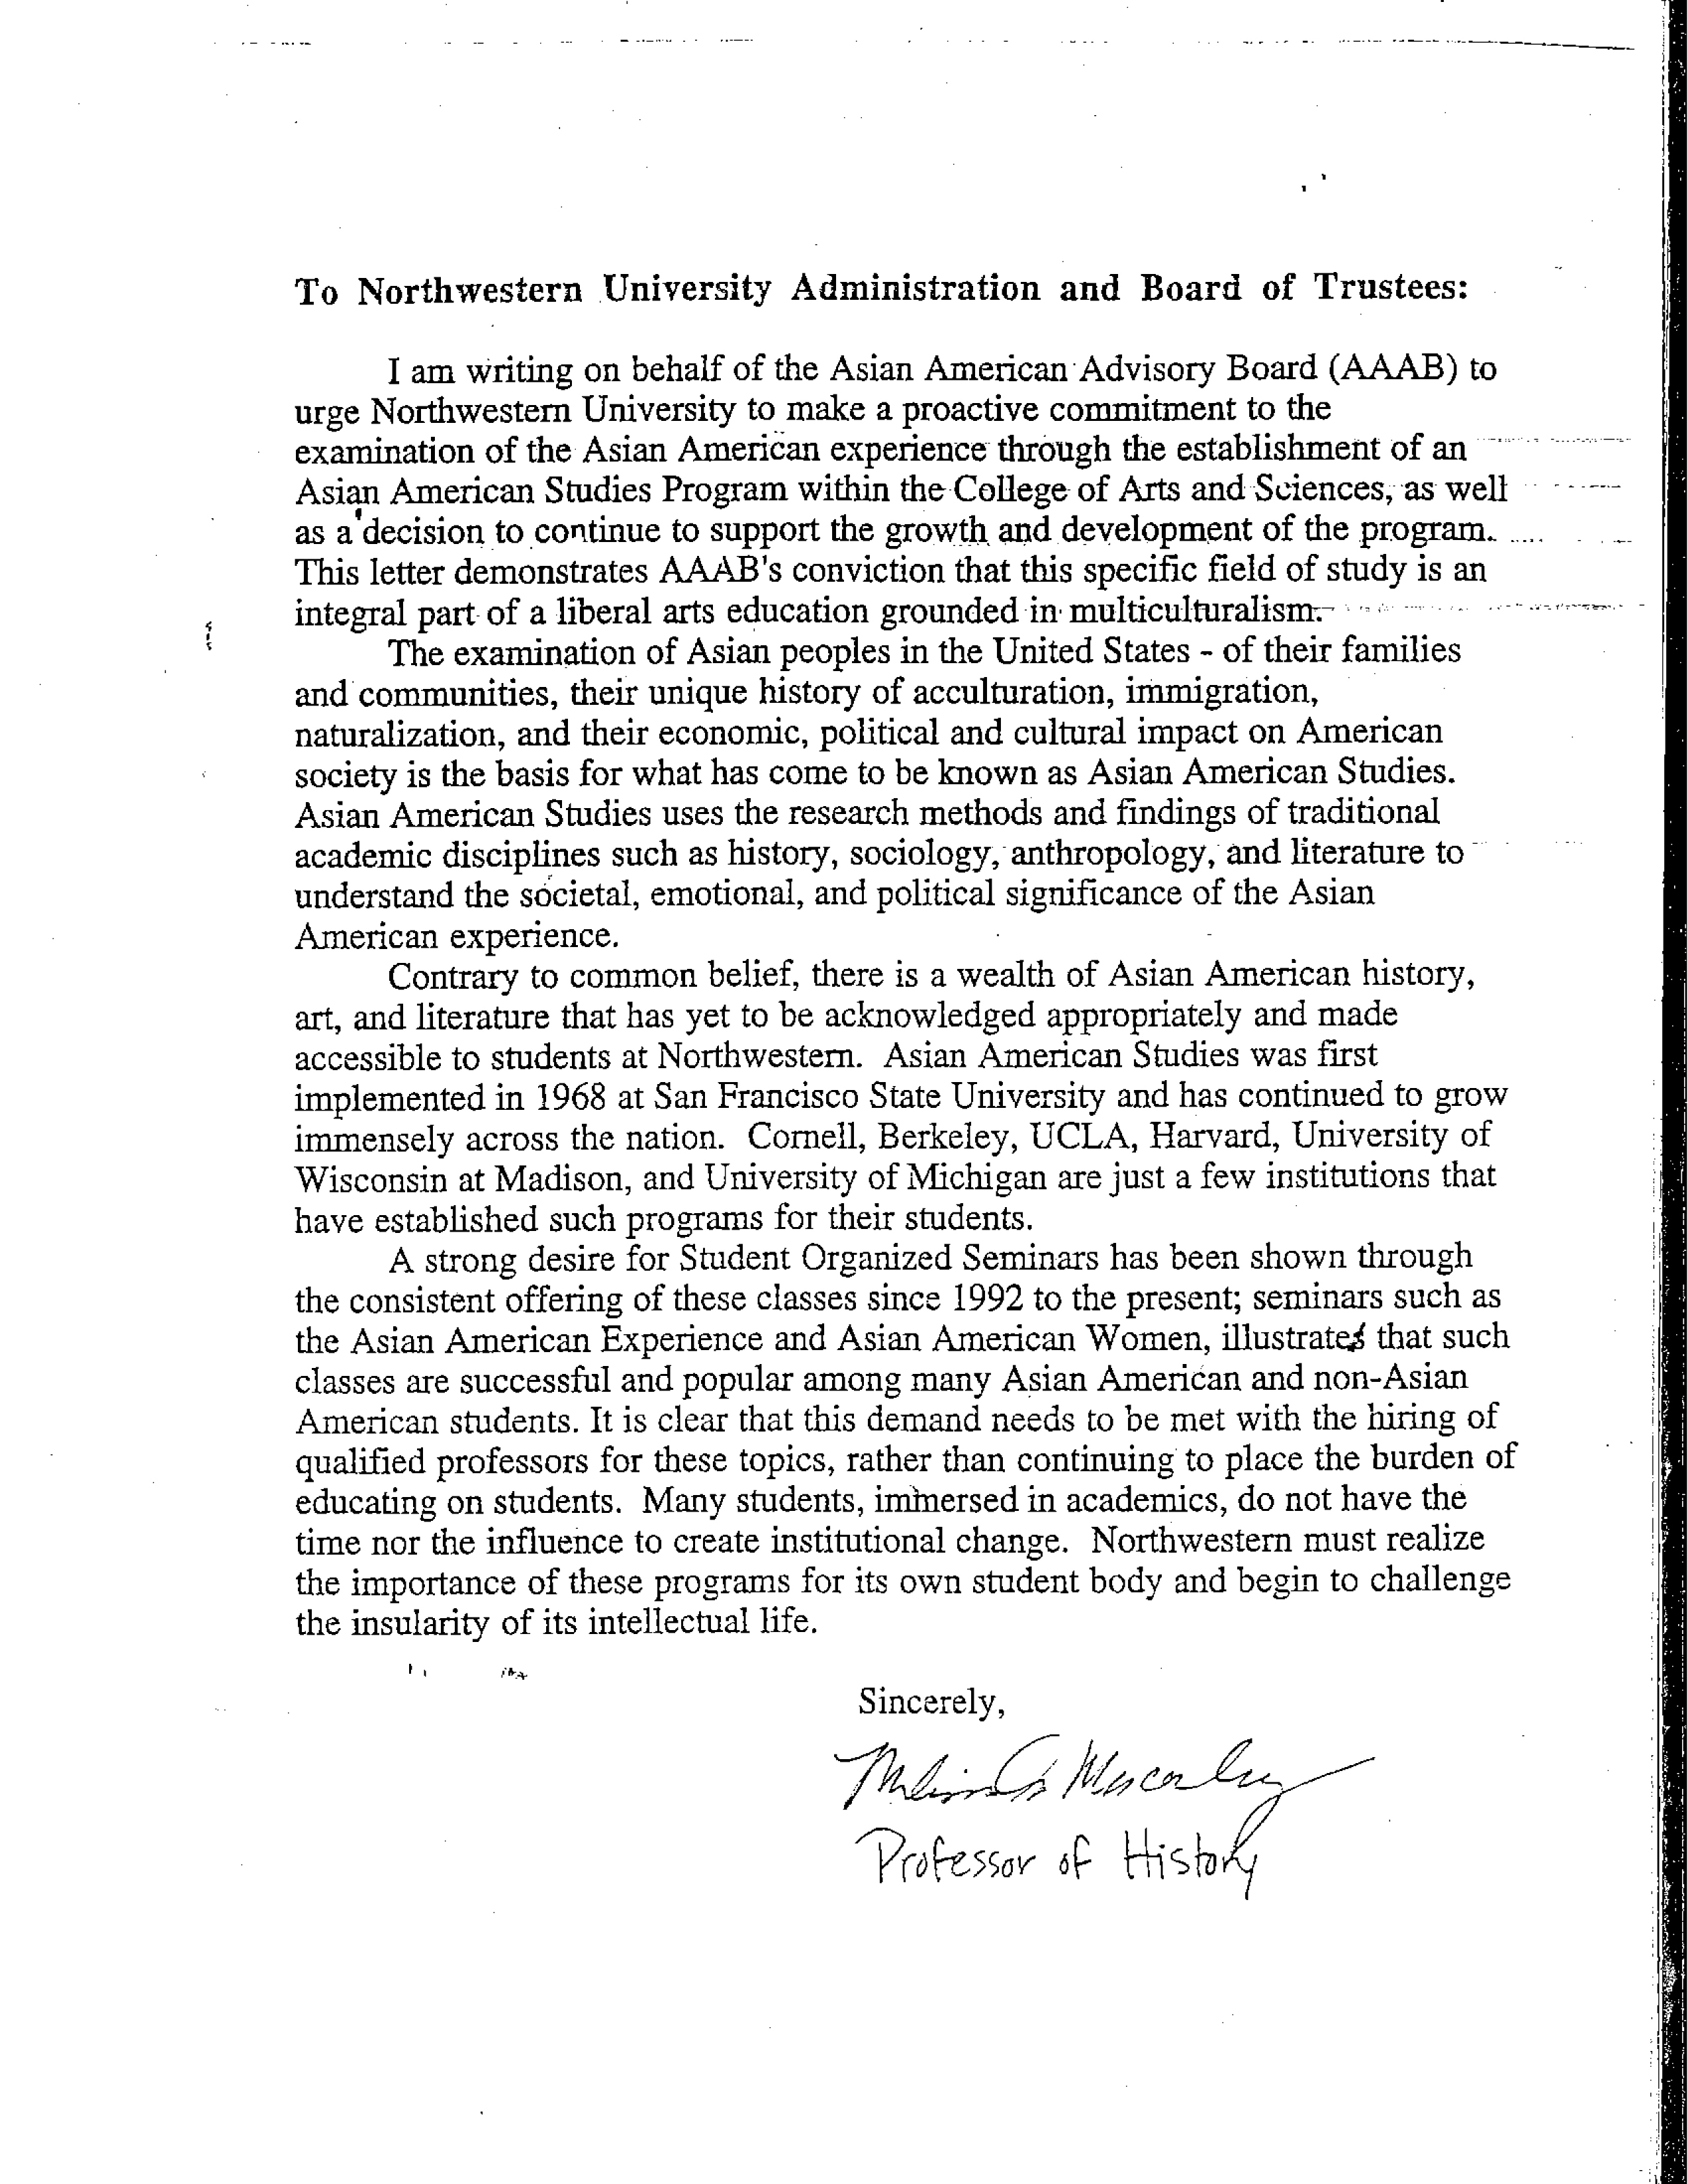 To Northwestern University Administration and Board of Trustees:
I am writing on behalf of the Asian American Advisory Board (AAAB) to
urge Northwestern University to make a proactive commitment to the
examination of the Asian American experience through the establishment of an
Asian American Studies Program within the College of Arts and Sciences, as well
as a decision to continue to support the growth and development of the program.
This letter demonstrates AAAB's conviction that this specific field of study is an
integral part of a liberal arts education grounded in multiculturalism.
The examination of Asian peoples in the United States - of their families
and communities, their unique history of acculturation, immigration,
naturalization, and their economic, political and cultural impact on American
society is the basis for what has come to be known as Asian American Studies.
Asian American Studies uses the research methods and findings of traditional
academic disciplines such as history, sociology, anthropology, and literature to
understand the societal, emotional, and political significance of the Asian
American experience.
Contrary to common belief, there is a wealth of Asian American history,
art, and literature that has yet to be acknowledged appropriately and made
accessible to students at Northwestern. Asian American Studies was first
implemented in 1968 at San Francisco State University and has continued to grow
immensely across the nation. Cornell, Berkeley, UCLA, Harvard, University of
Wisconsin at Madison, and University of Michigan are just a few institutions that
have established such programs for their students.
A strong desire for Student Organized Seminars has been shown through
the consistent offering of these classes since 1992 to the present; seminars such as
the Asian American Experience and Asian American Women, illustrates that such
classes are successful and popular among many Asian American and non-Asian
American students. It is clear that this demand needs to be met with the hiring of
qualified professors for these topics, rather than continuing to place the burden of
educating on students. Many students, immersed in academics, do not have the
time nor the influence to create institutional change. Northwestern must realize
the importance of these programs for its own student body and begin to challenge
the insularity of its intellectual life.
Sincerely,
Professor of History